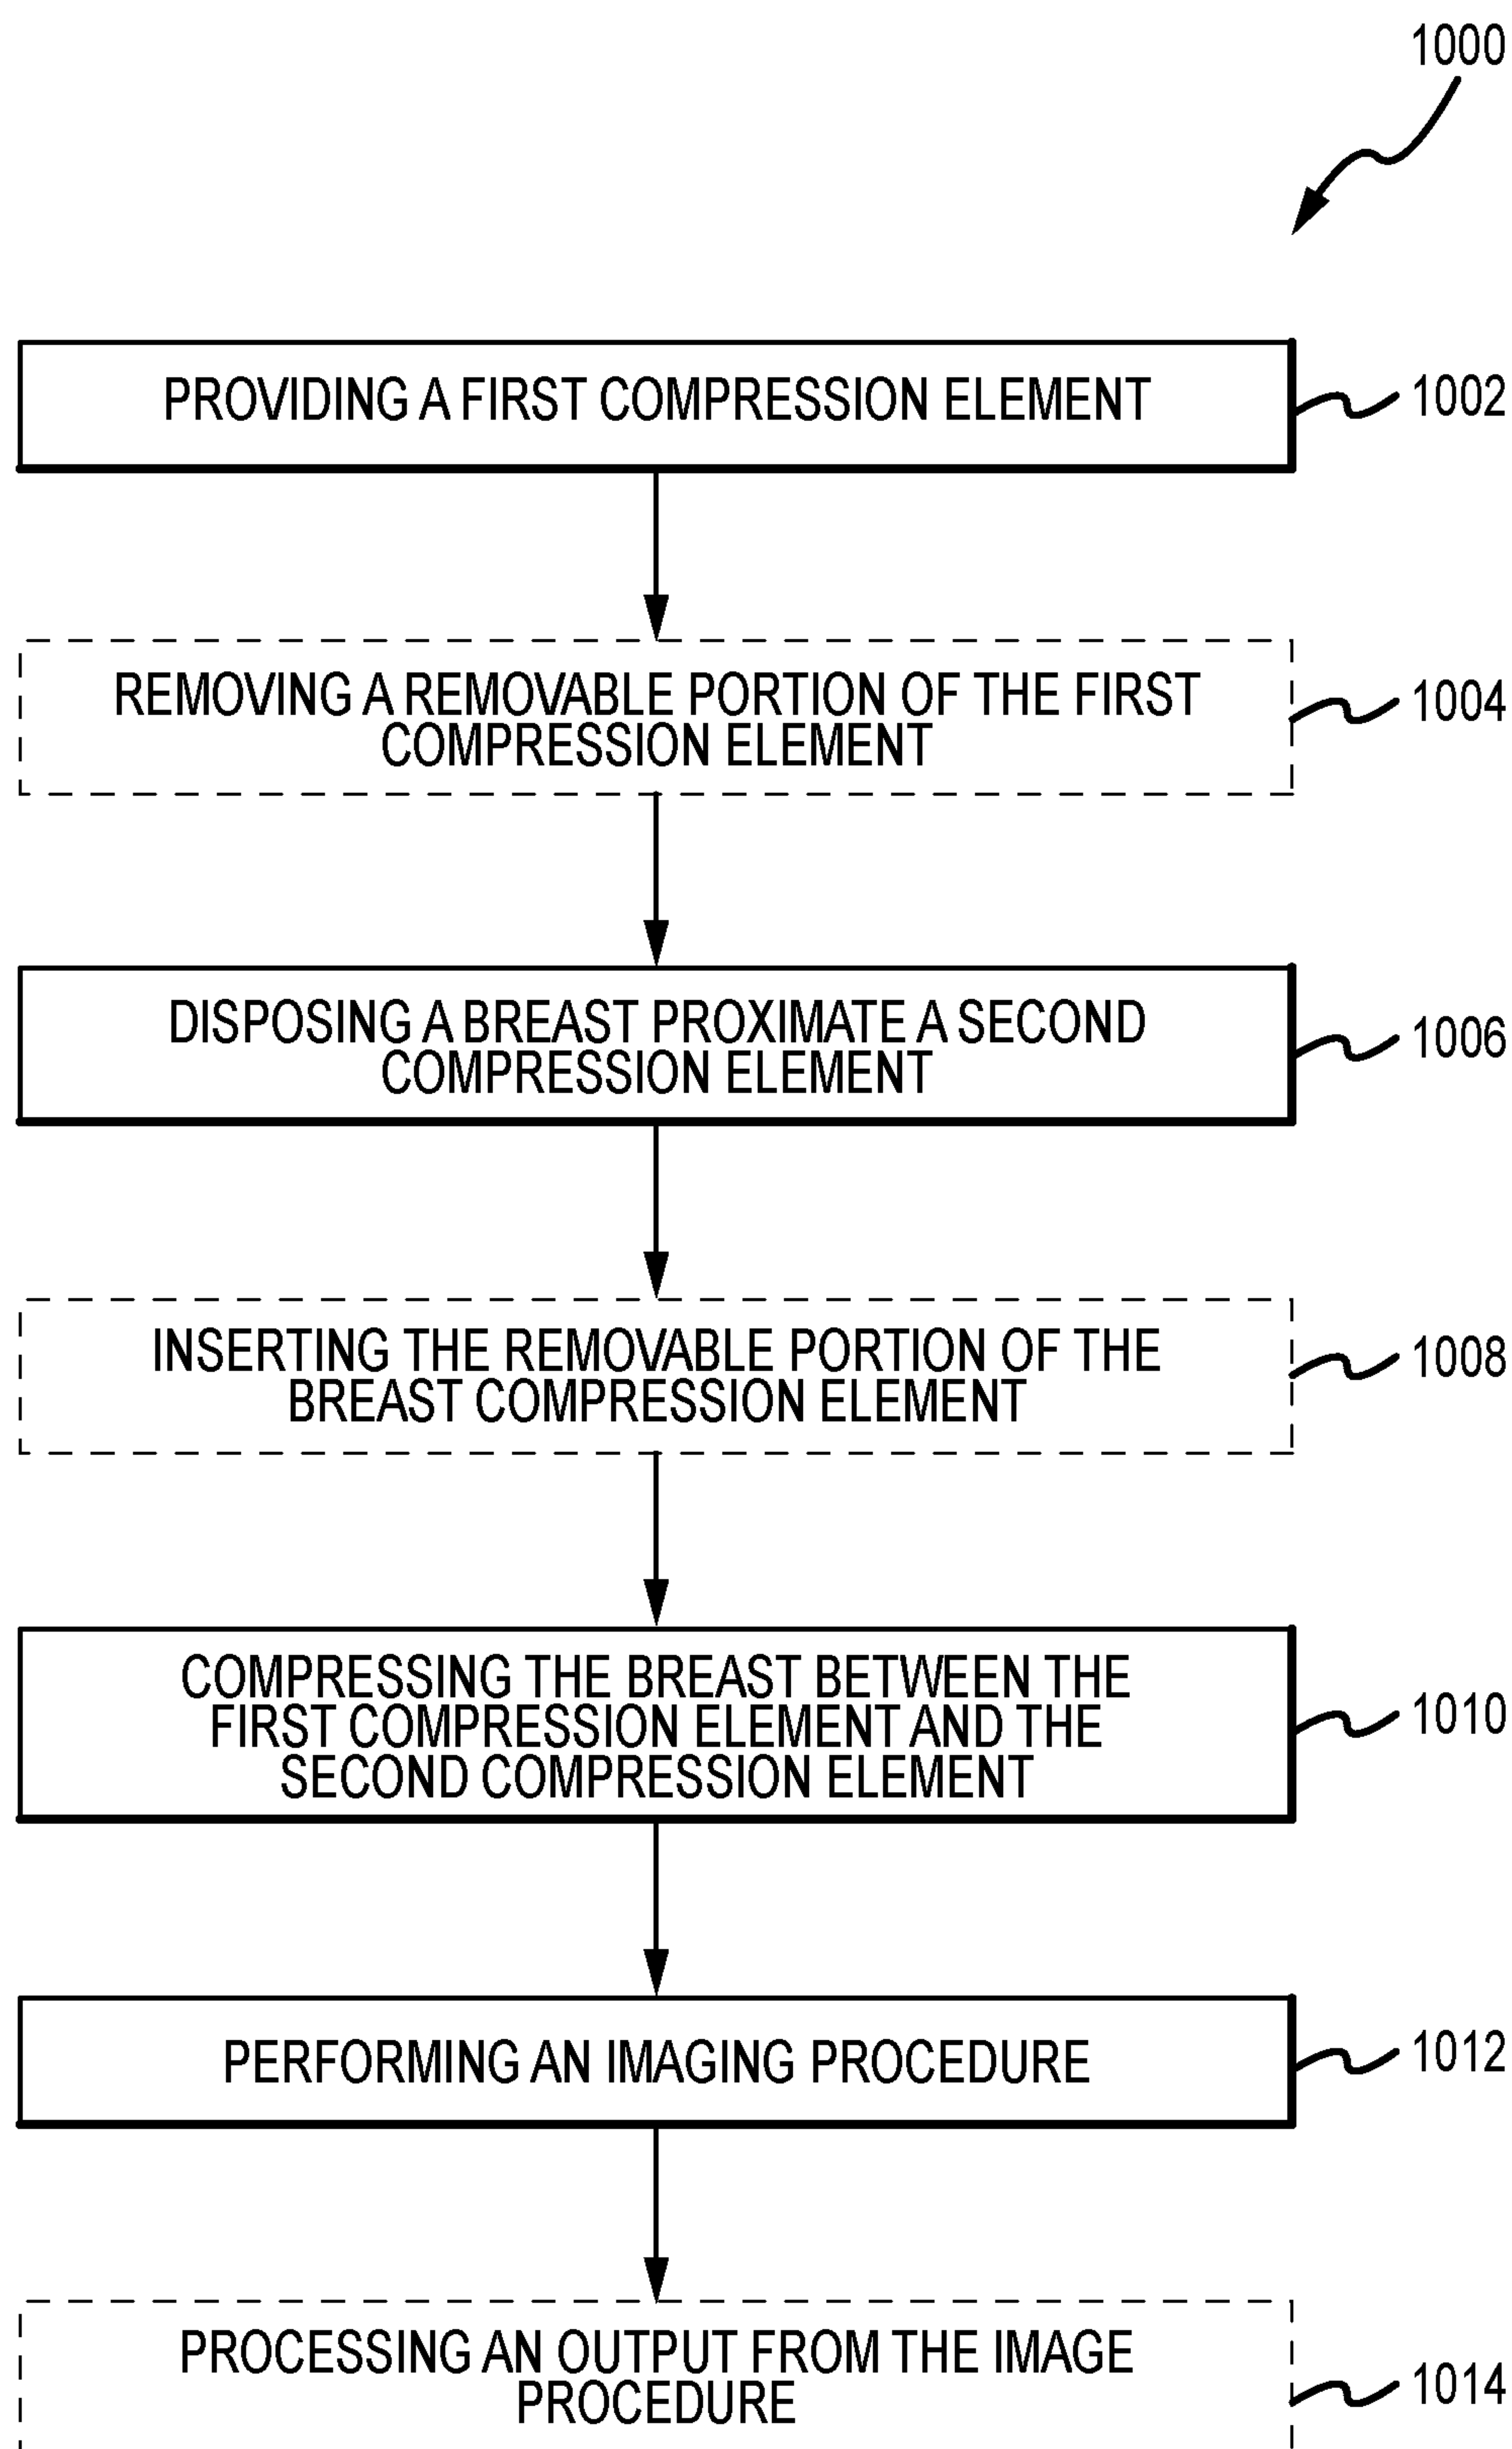 1000
PROVIDING A FIRST COMPRESSION ELEMENT
1002
REMOVING A REMOVABLE PORTION OF THE FIRST
COMPRESSION ELEMENT
1004
DISPOSING A BREAST PROXIMATE A SECOND
COMPRESSION ELEMENT
1006
INSERTING THE REMOVABLE PORTION OF THE
BREAST COMPRESSION ELEMENT
1008
COMPRESSING THE BREAST BETWEEN THE
FIRST COMPRESSION ELEMENT AND THE
SECOND COMPRESSION ELEMENT
1010
PERFORMING AN IMAGING PROCEDURE
1012
PROCESSING AN OUTPUT FROM THE IMAGE
PROCEDURE
1014